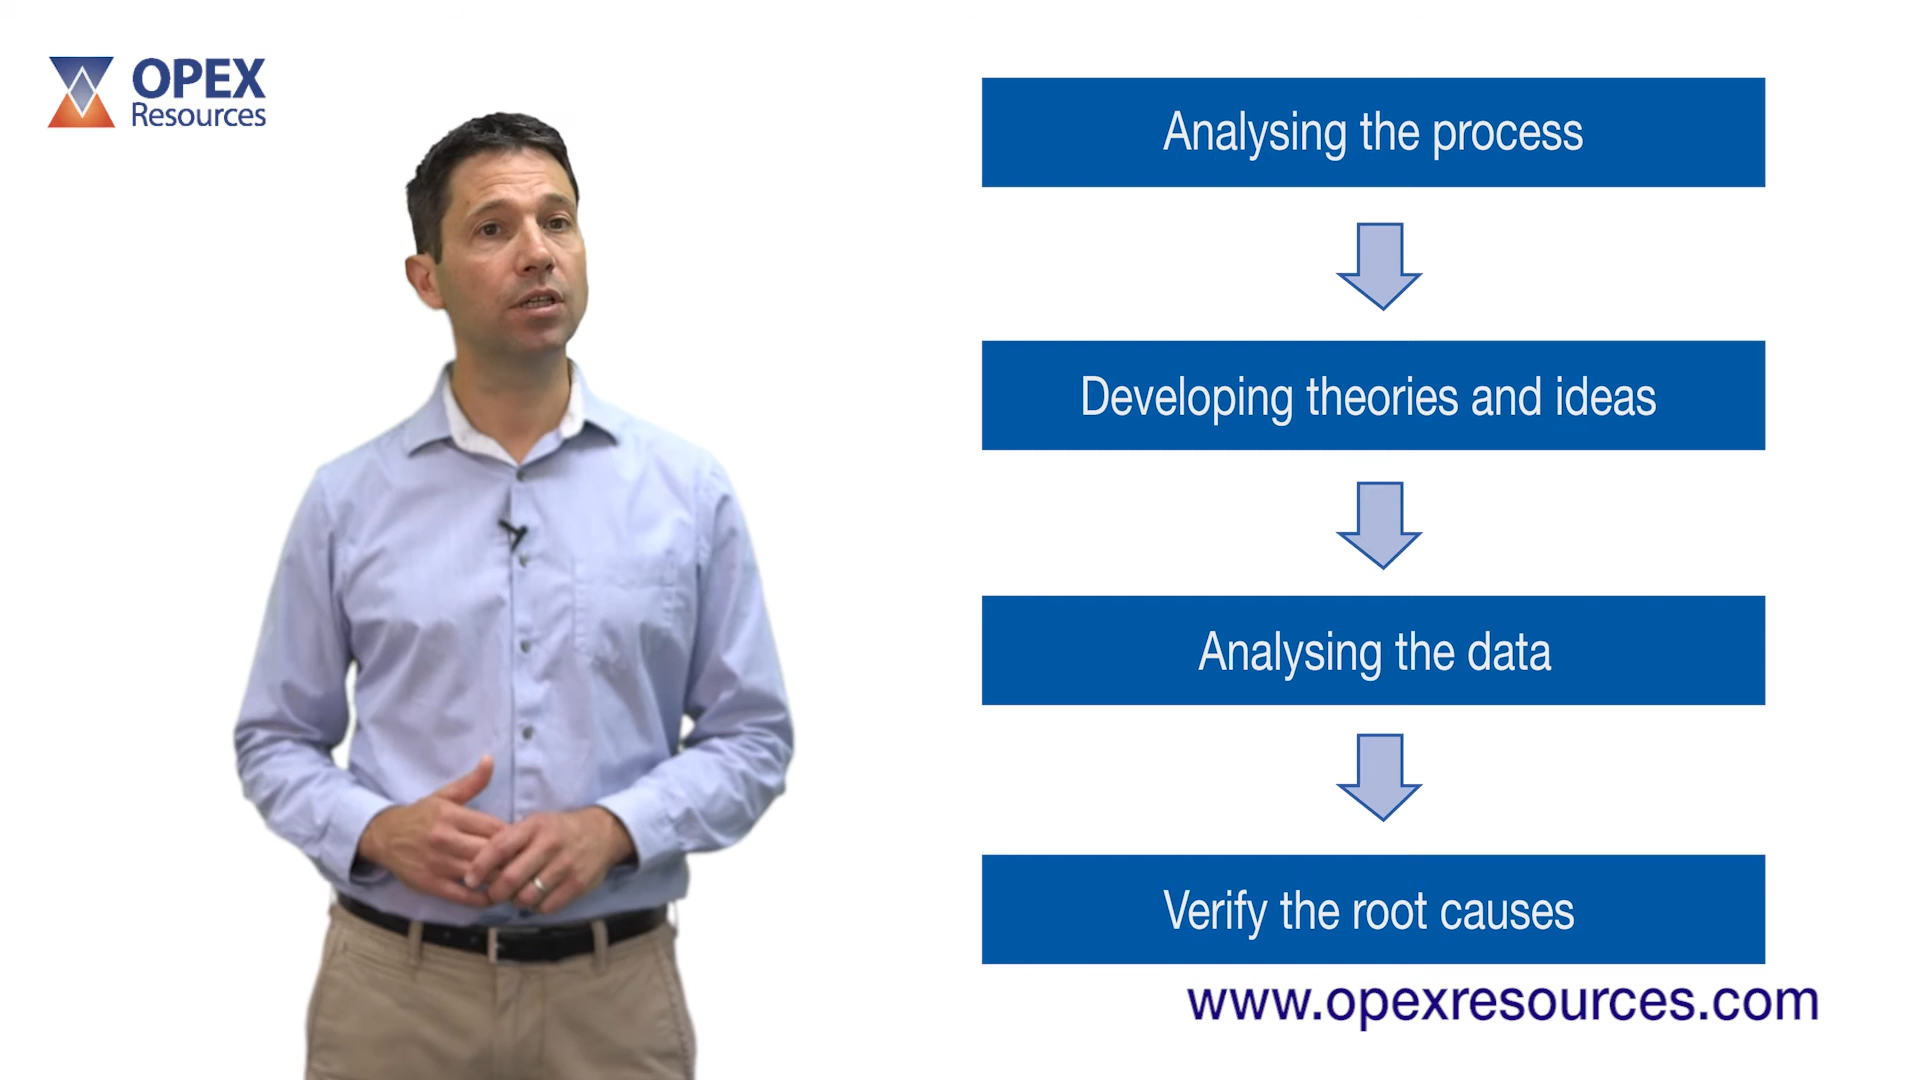 OPEX
Resources
Analysing the process
Developing theories and ideas
Analysing the data
Verify the root causes
www.opexresources.com